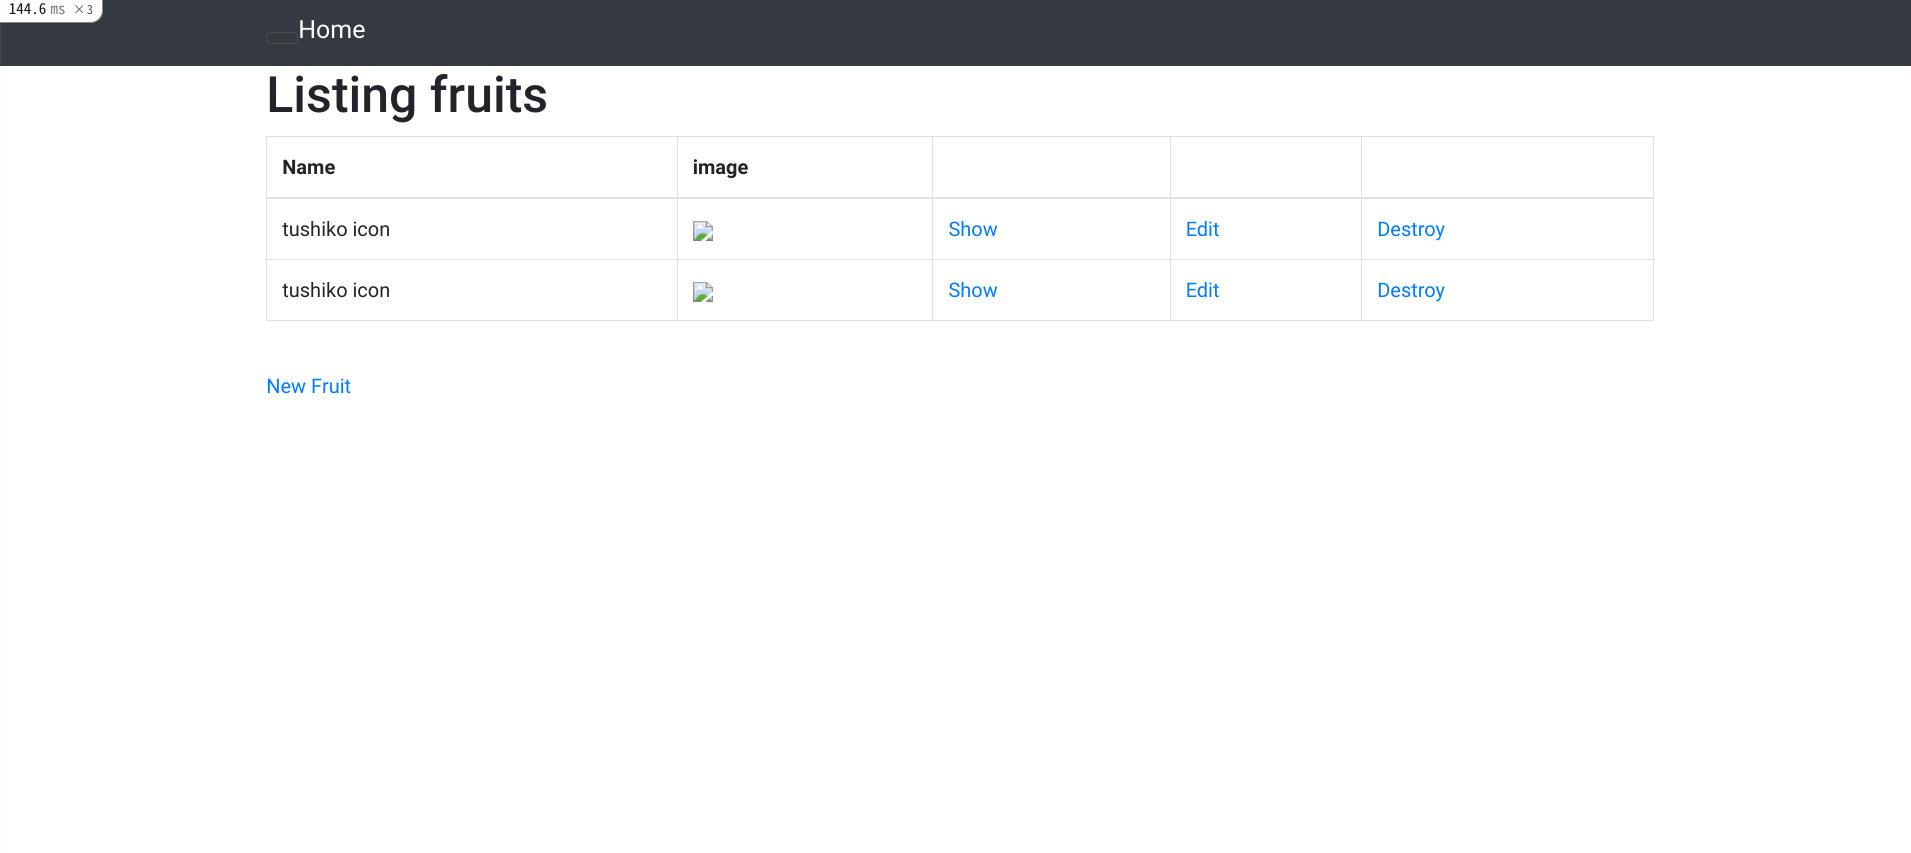 144.6 ms ×3
Home
Listing fruits
Name image
tushiko icon Show Edit Destroy
tushiko icon Show Edit Destroy
New Fruit